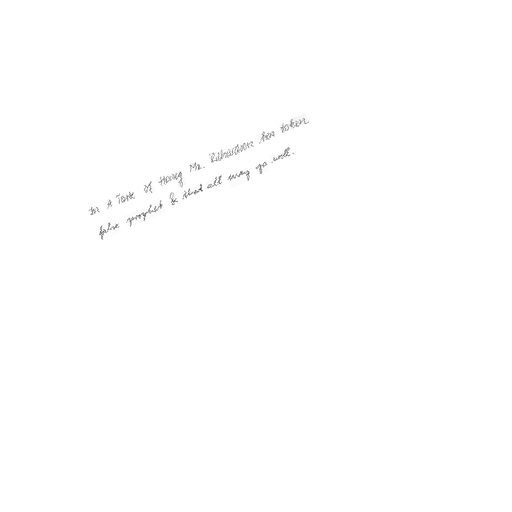 In A Taste of Honey Mr. Richardson has taken
false prophet & that all may go well.